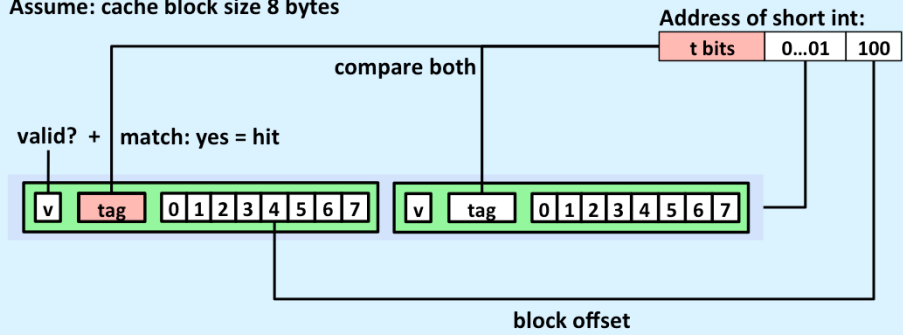 Assume: cache block size 8 bytes
Address of short int:
t bits 0...01 100
compare both
valid? + match: yes = hit
v tag 0 1 2 3 4 5 6 7 v tag 0 1 2 3 4 5 6 7
block offset